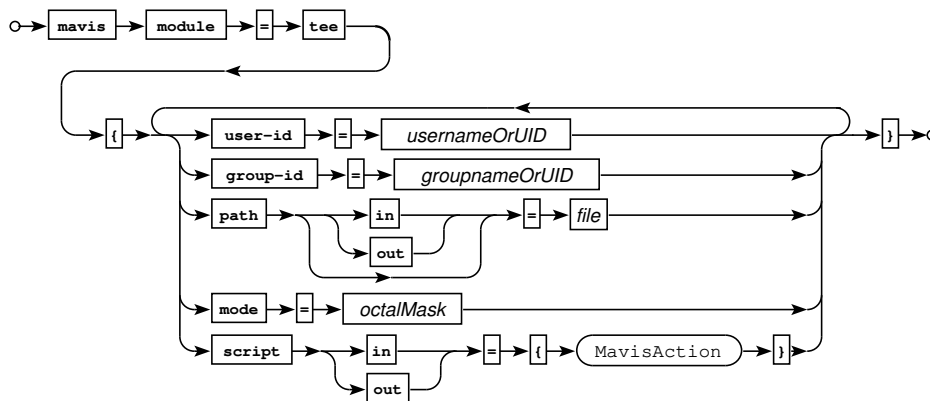 mavis module = tee
{ user-id = usernameOrUID }
group-id = groupnameOrUID
path in = file
out
mode = octalMask
script in = { MavisAction }
out